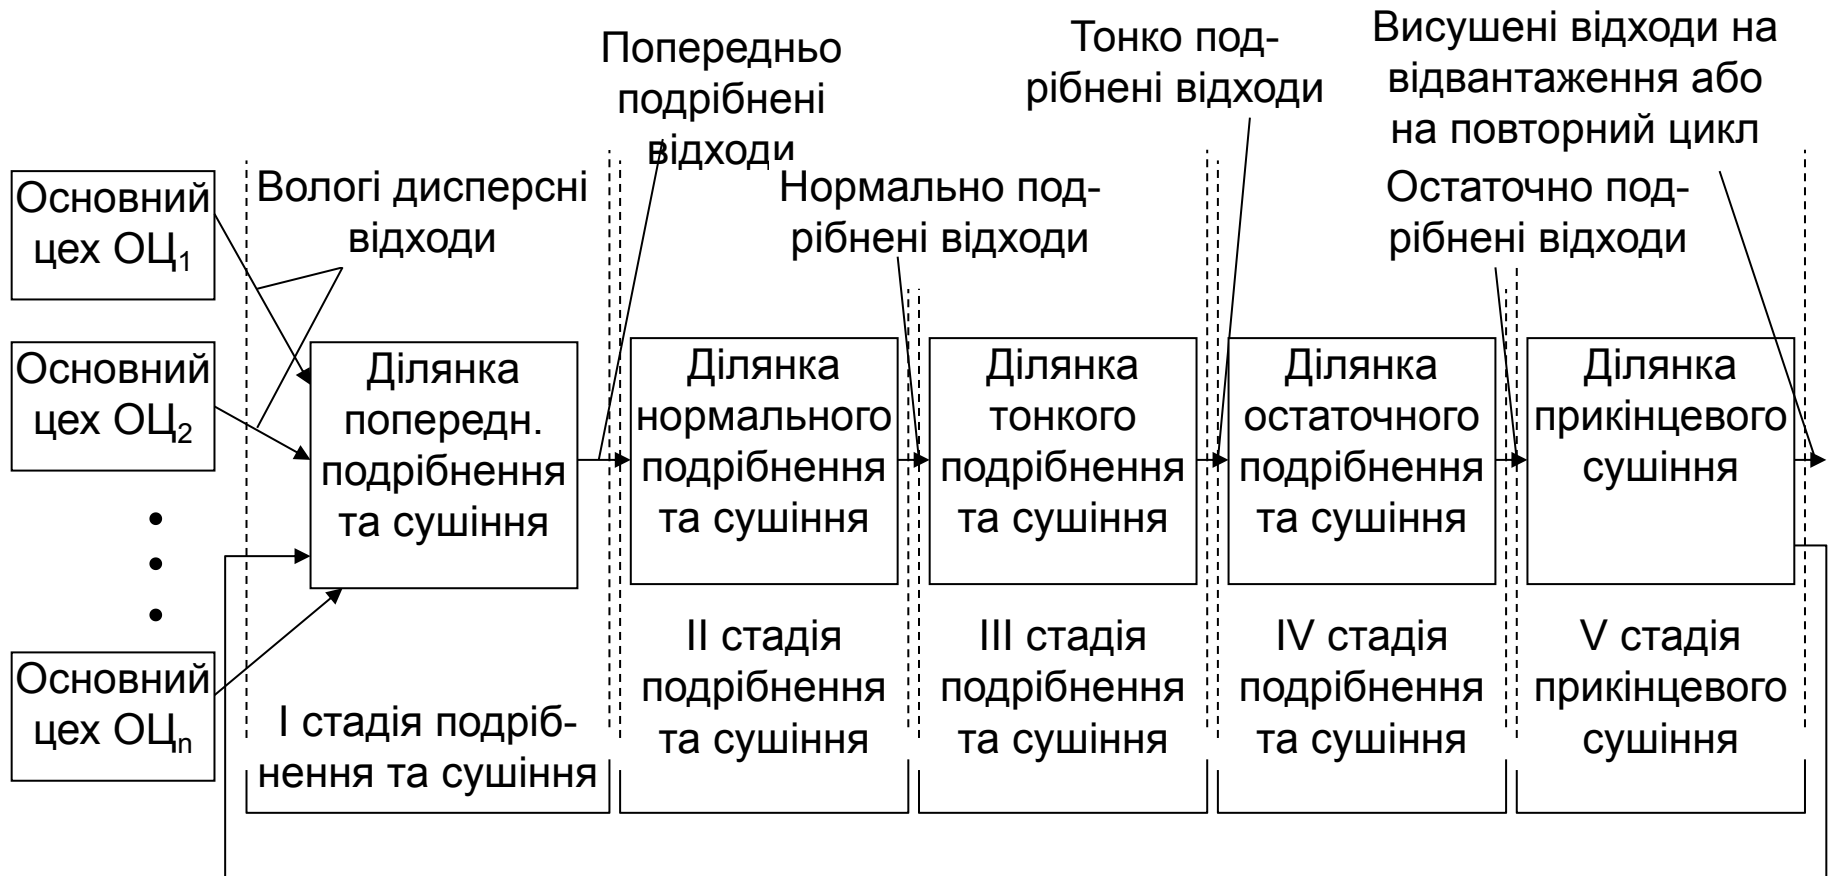 Попередньо
подрібнені
відходи
Тонко под-
рібнені відходи
Висушені відходи на
відвантаження або
на повторний цикл
Основний
цех ОЦ₁
Вологі дисперсні
відходи
Нормально под-
рібнені відходи
Остаточно под-
рібнені відходи
Основний
цех ОЦ₂
Ділянка
попередн.
подрібнення
та сушіння
Ділянка
нормального
подрібнення
та сушіння
Ділянка
тонкого
подрібнення
та сушіння
Ділянка
остаточного
подрібнення
та сушіння
Ділянка
прикінцевого
сушіння
Основний
цех ОЦₙ
I стадія подріб-
нення та сушіння
II стадія
подрібнення
та сушіння
III стадія
подрібнення
та сушіння
IV стадія
подрібнення
та сушіння
V стадія
прикінцевого
сушіння